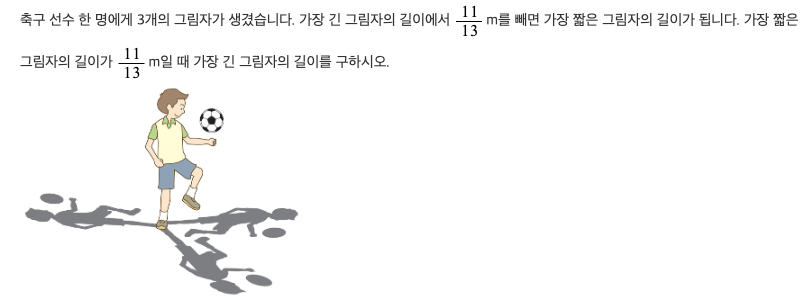 축구 선수 한 명에게 3개의 그림자가 생겼습니다. 가장 긴 그림자의 길이에서 11/13 m를 빼면 가장 짧은 그림자의 길이가 됩니다. 가장 짧은
그림자의 길이가 11/13 m일 때 가장 긴 그림자의 길이를 구하시오.